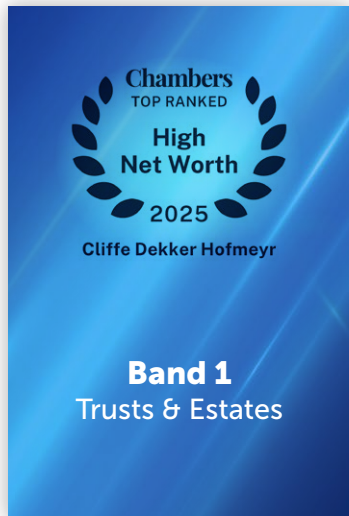 Chambers
TOP RANKED
High
Net Worth
2025
Cliffe Dekker Hofmeyr
Band 1
Trusts & Estates